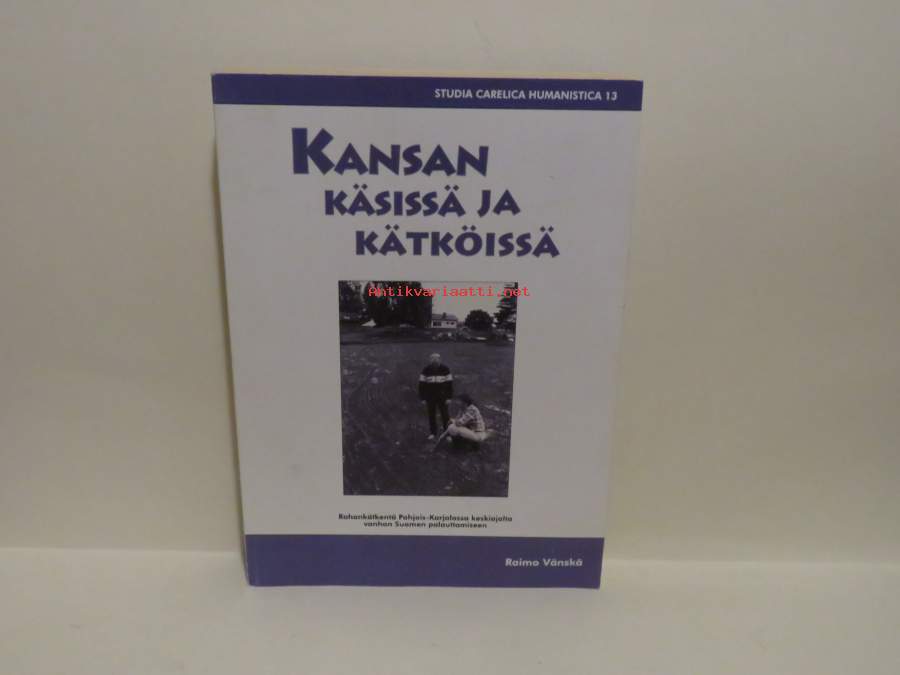 STUDIA CARELICA HUMANISTICA 13
KANSAN
KÄSISSÄ JA
KÄTKÖISSÄ
Antikvariaatti.net
Rahankätkentä Pohjois-Karjalassa keskiajalta
vanhan Suomen palauttamiseen
Raimo Vänskä